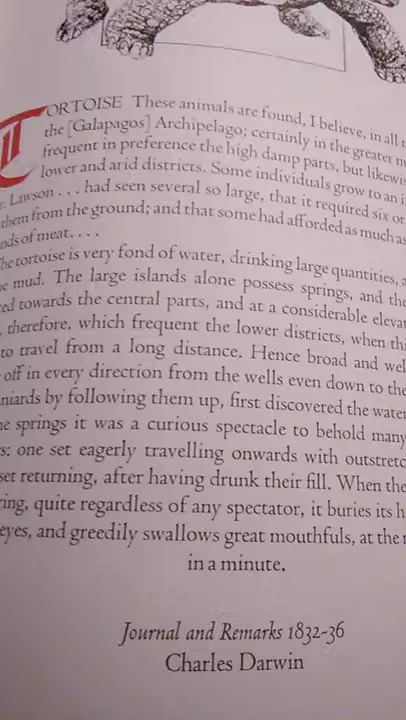 TORTOISE These animals are found, I believe, in all
the [Galapagos] Archipelago; certainly in the greater
frequent in preference the high damp parts, but likewis
lower and arid districts. Some individuals grow to an
r. Lawson . . . had seen several so large, that it required six or
them from the ground; and that some had afforded as much as
nds of meat. . . .
he tortoise is very fond of water, drinking large quantities,
e mud. The large islands alone possess springs, and the
ed towards the central parts, and at a considerable eleva
, therefore, which frequent the lower districts, when thi
to travel from a long distance. Hence broad and wel
off in every direction from the wells even down to the
niards by following them up, first discovered the water
e springs it was a curious spectacle to behold many
s: one set eagerly travelling onwards with outstretc
set returning, after having drunk their fill. When the
ring, quite regardless of any spectator, it buries its h
eyes, and greedily swallows great mouthfuls, at the
in a minute.
Journal and Remarks 1832-36
Charles Darwin